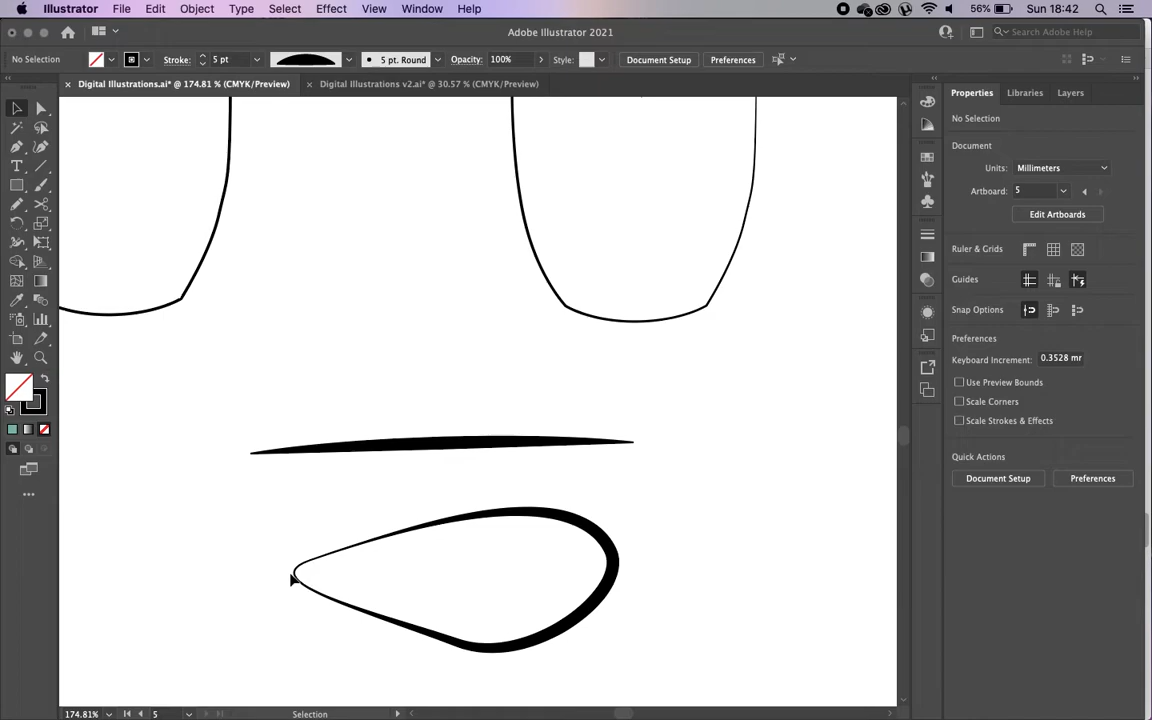 Illustrator File Edit Object Type Select Effect View Window Help 56% Sun 18:42
Adobe Illustrator 2021
Search Adobe Help
No Selection Stroke: 5 pt 5 pt. Round Opacity: 100% Style: Document Setup Preferences
× Digital Illustrations.ai* @ 174.81 % (CMYK/Preview) × Digital Illustrations v2.ai* @ 30.57 % (CMYK/Preview)
Properties Libraries Layers
No Selection
Document
Units: Millimeters
Artboard: 5
Edit Artboards
Ruler & Grids
Guides
Snap Options
Preferences
Keyboard Increment: 0.3528 mr
Use Preview Bounds
Scale Corners
Scale Strokes & Effects
Quick Actions
Document Setup Preferences
174.81% 5 Selection